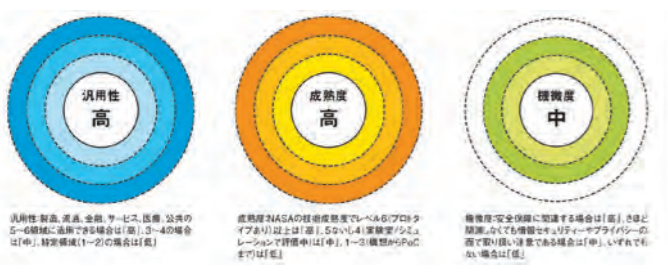 汎用性
高
汎用性:製造、流通、金融、サービス、医療、公共の
5～6領域に活用できる場合は「高」、3～4の場合
は「中」、特定領域(1～2)の場合は「低」
成熟度
高
成熟度:NASAの技術成熟度でレベル6(プロトタ
イプあり)以上は「高」、5ないし4(実験室/シミュ
レーションで評価中)は「中」、1～3(構想からPoC
まで)は「低」
機微度
中
機微度:安全保障に関連する場合は「高」、さほど
関連しなくても情報セキュリティーやプライバシーの
面で取り扱い注意である場合は「中」、いずれでも
ない場合は「低」